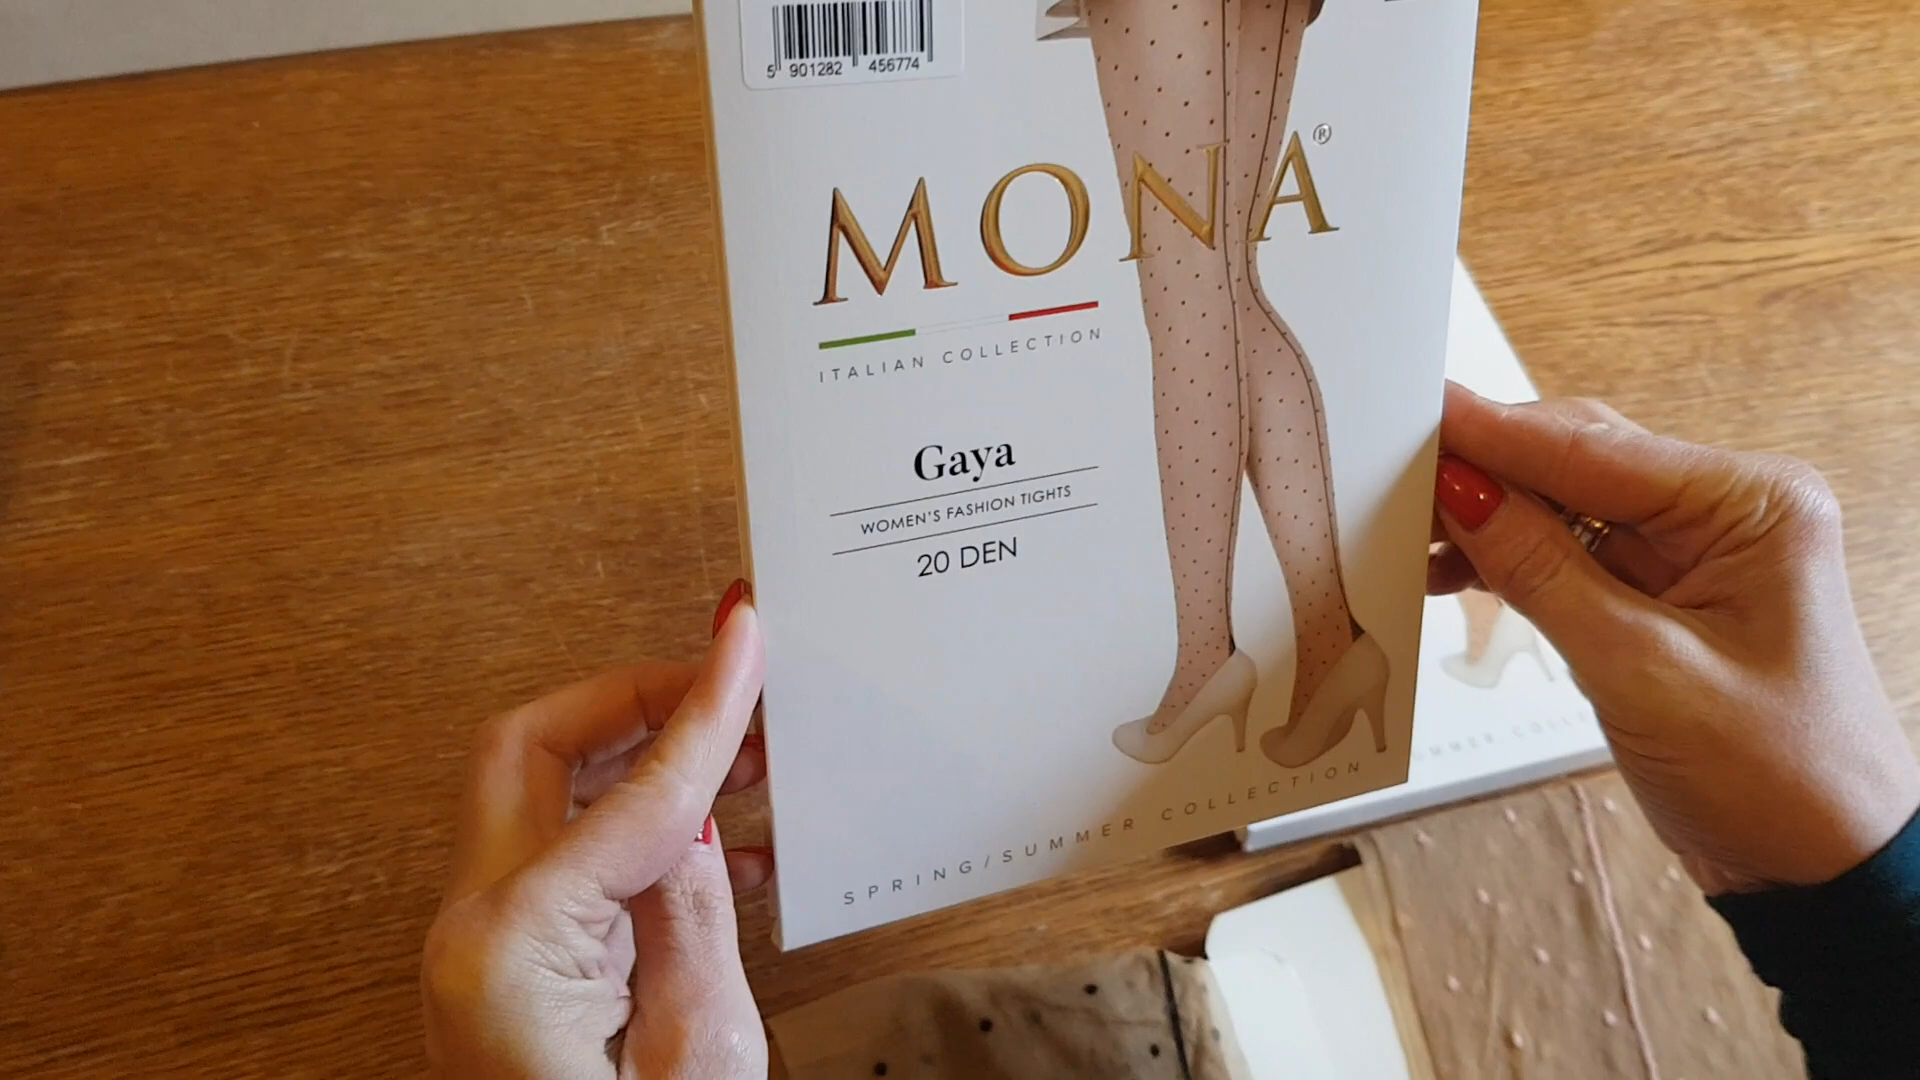 5 901282 456774
MONA®
ITALIAN COLLECTION
Gaya
WOMEN'S FASHION TIGHTS
20 DEN
SPRING/SUMMER COLLECTION